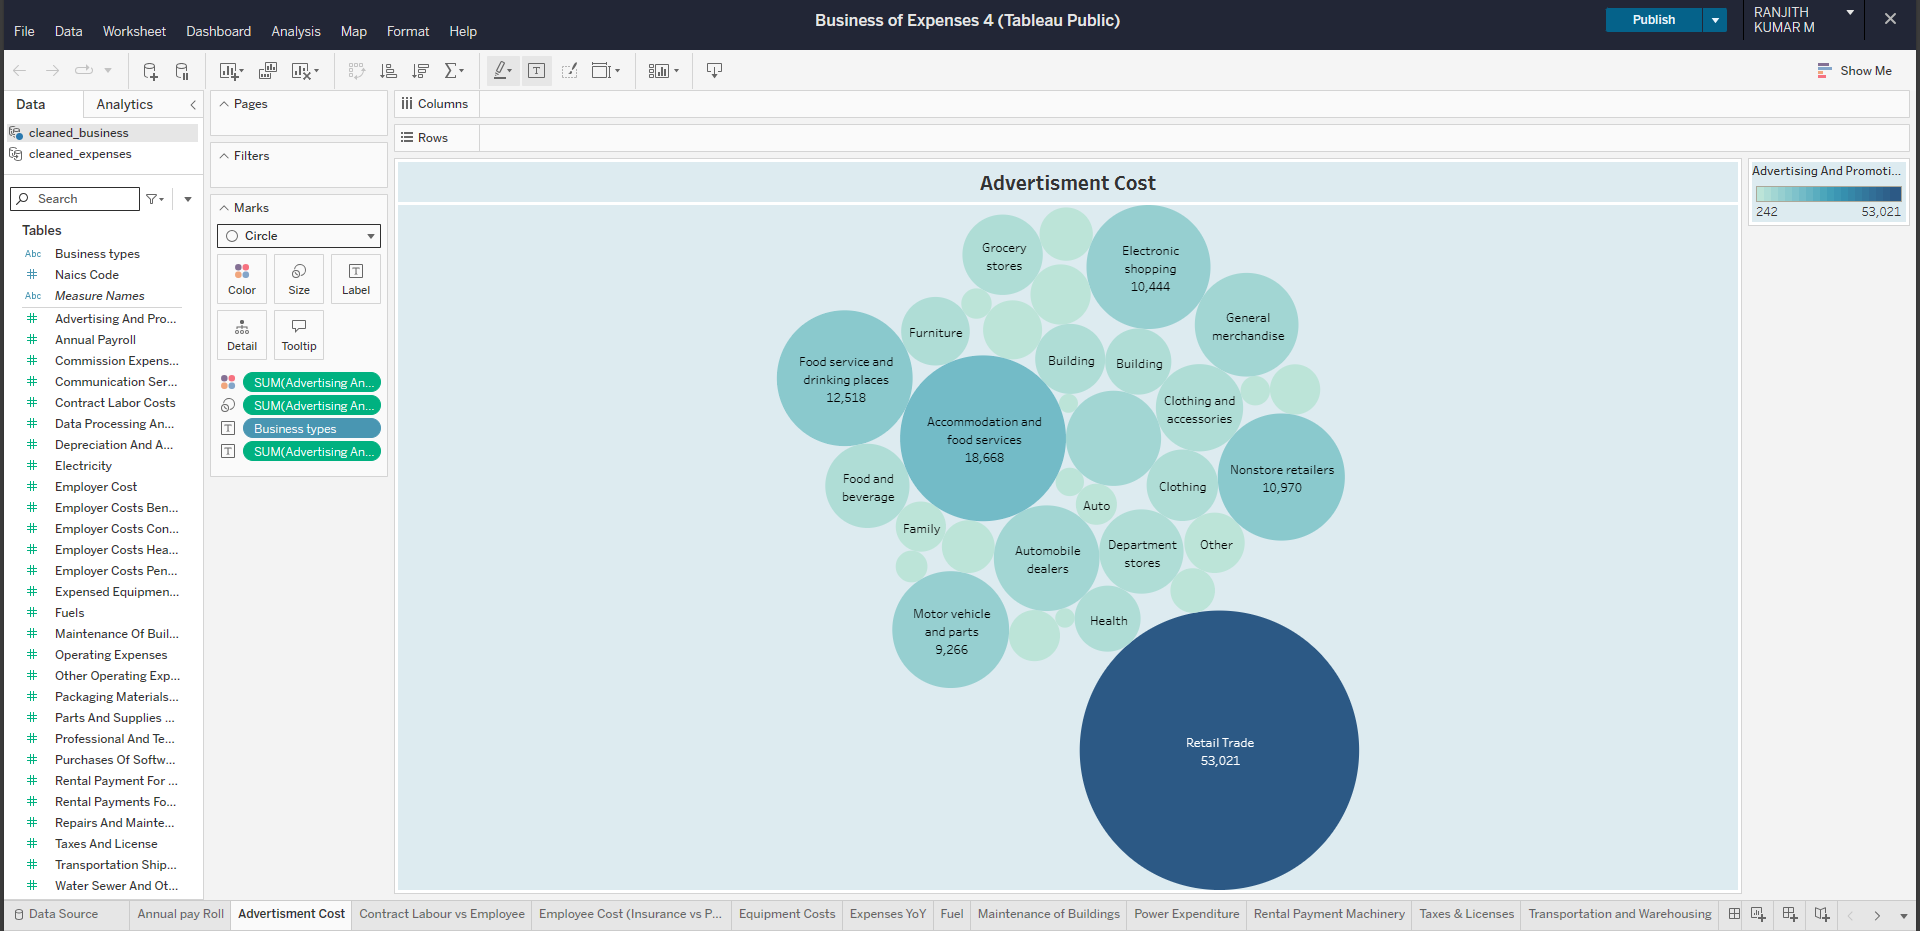 Business of Expenses 4 (Tableau Public)
Publish
RANJITH
KUMAR M
File Data Worksheet Dashboard Analysis Map Format Help
Show Me
Data Analytics
cleaned_business
cleaned_expenses
Search
Tables
Abc Business types
Naics Code
Abc Measure Names
Advertising And Pro...
Annual Payroll
Commission Expens...
Communication Ser...
Contract Labor Costs
Data Processing An...
Depreciation And A...
Electricity
Employer Cost
Employer Costs Ben...
Employer Costs Con...
Employer Costs Hea...
Employer Costs Pen...
Expensed Equipmen...
Fuels
Maintenance Of Buil...
Operating Expenses
Other Operating Exp...
Packaging Materials...
Parts And Supplies ...
Professional And Te...
Purchases Of Softw...
Rental Payment For ...
Rental Payments Fo...
Repairs And Mainte...
Taxes And License
Transportation Ship...
Water Sewer And Ot...
Pages
Filters
Marks
Circle
Color Size Label
Detail Tooltip
SUM(Advertising An...
SUM(Advertising An...
Business types
SUM(Advertising An...
Columns
Rows
Advertisment Cost
Grocery
stores
Electronic
shopping
10,444
General
merchandise
Furniture
Building
Building
Food service and
drinking places
12,518
Clothing and
accessories
Accommodation and
food services
18,668
Nonstore retailers
10,970
Food and
beverage
Clothing
Auto
Family
Automobile
dealers
Department
stores
Other
Motor vehicle
and parts
9,266
Health
Retail Trade
53,021
Advertising And Promoti...
242 53,021
Data Source Annual pay Roll Advertisment Cost Contract Labour vs Employee Employee Cost (Insurance vs P... Equipment Costs Expenses YoY Fuel Maintenance of Buildings Power Expenditure Rental Payment Machinery Taxes & Licenses Transportation and Warehousing